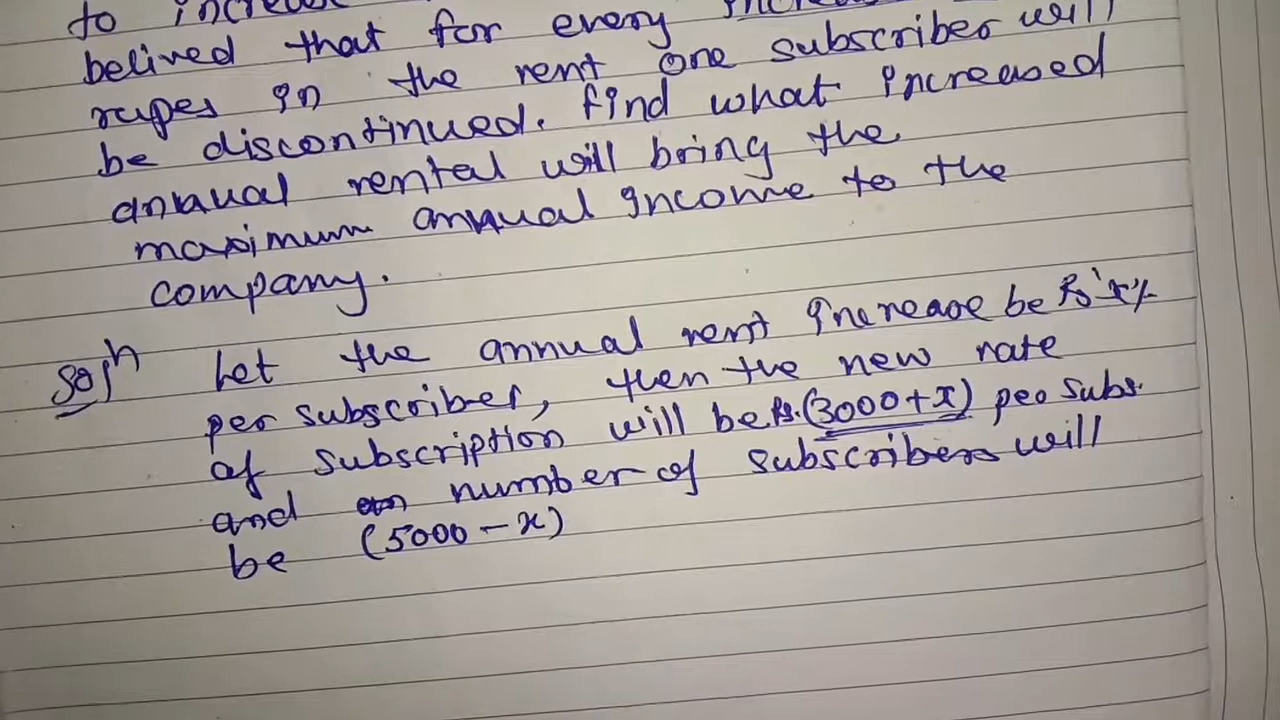 to increase
belived that for every increase
rupes in the rent one subscriber will
be discontinued. find what increased
annual rental will bring the
maximum annual income to the
company.
Solⁿ Let the annual rent increase be Rs x
per subscriber, then the new rate
of subscription will be Rs. (3000+x) per subs.
and number of subscribers will
be (5000-x)